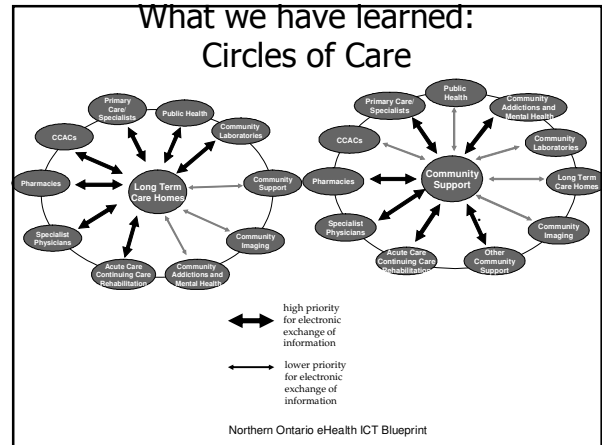 What we have learned:
Circles of Care
Primary
Care/
Specialists
Public Health
Community
Laboratories
CCACs
Pharmacies
Long Term
Care Homes
Community
Support
Specialist
Physicians
Community
Imaging
Acute Care
Continuing Care
Rehabilitation
Community
Addictions and
Mental Health
Public
Health
Primary Care/
Specialists
Community
Addictions and
Mental Health
CCACs
Community
Laboratories
Pharmacies
Community
Support
Long Term
Care Homes
Specialist
Physicians
Community
Imaging
Acute Care
Continuing Care
Rehabilitation
Other
Community
Support
high priority
for electronic
exchange of
information
lower priority
for electronic
exchange of
information
Northern Ontario eHealth ICT Blueprint